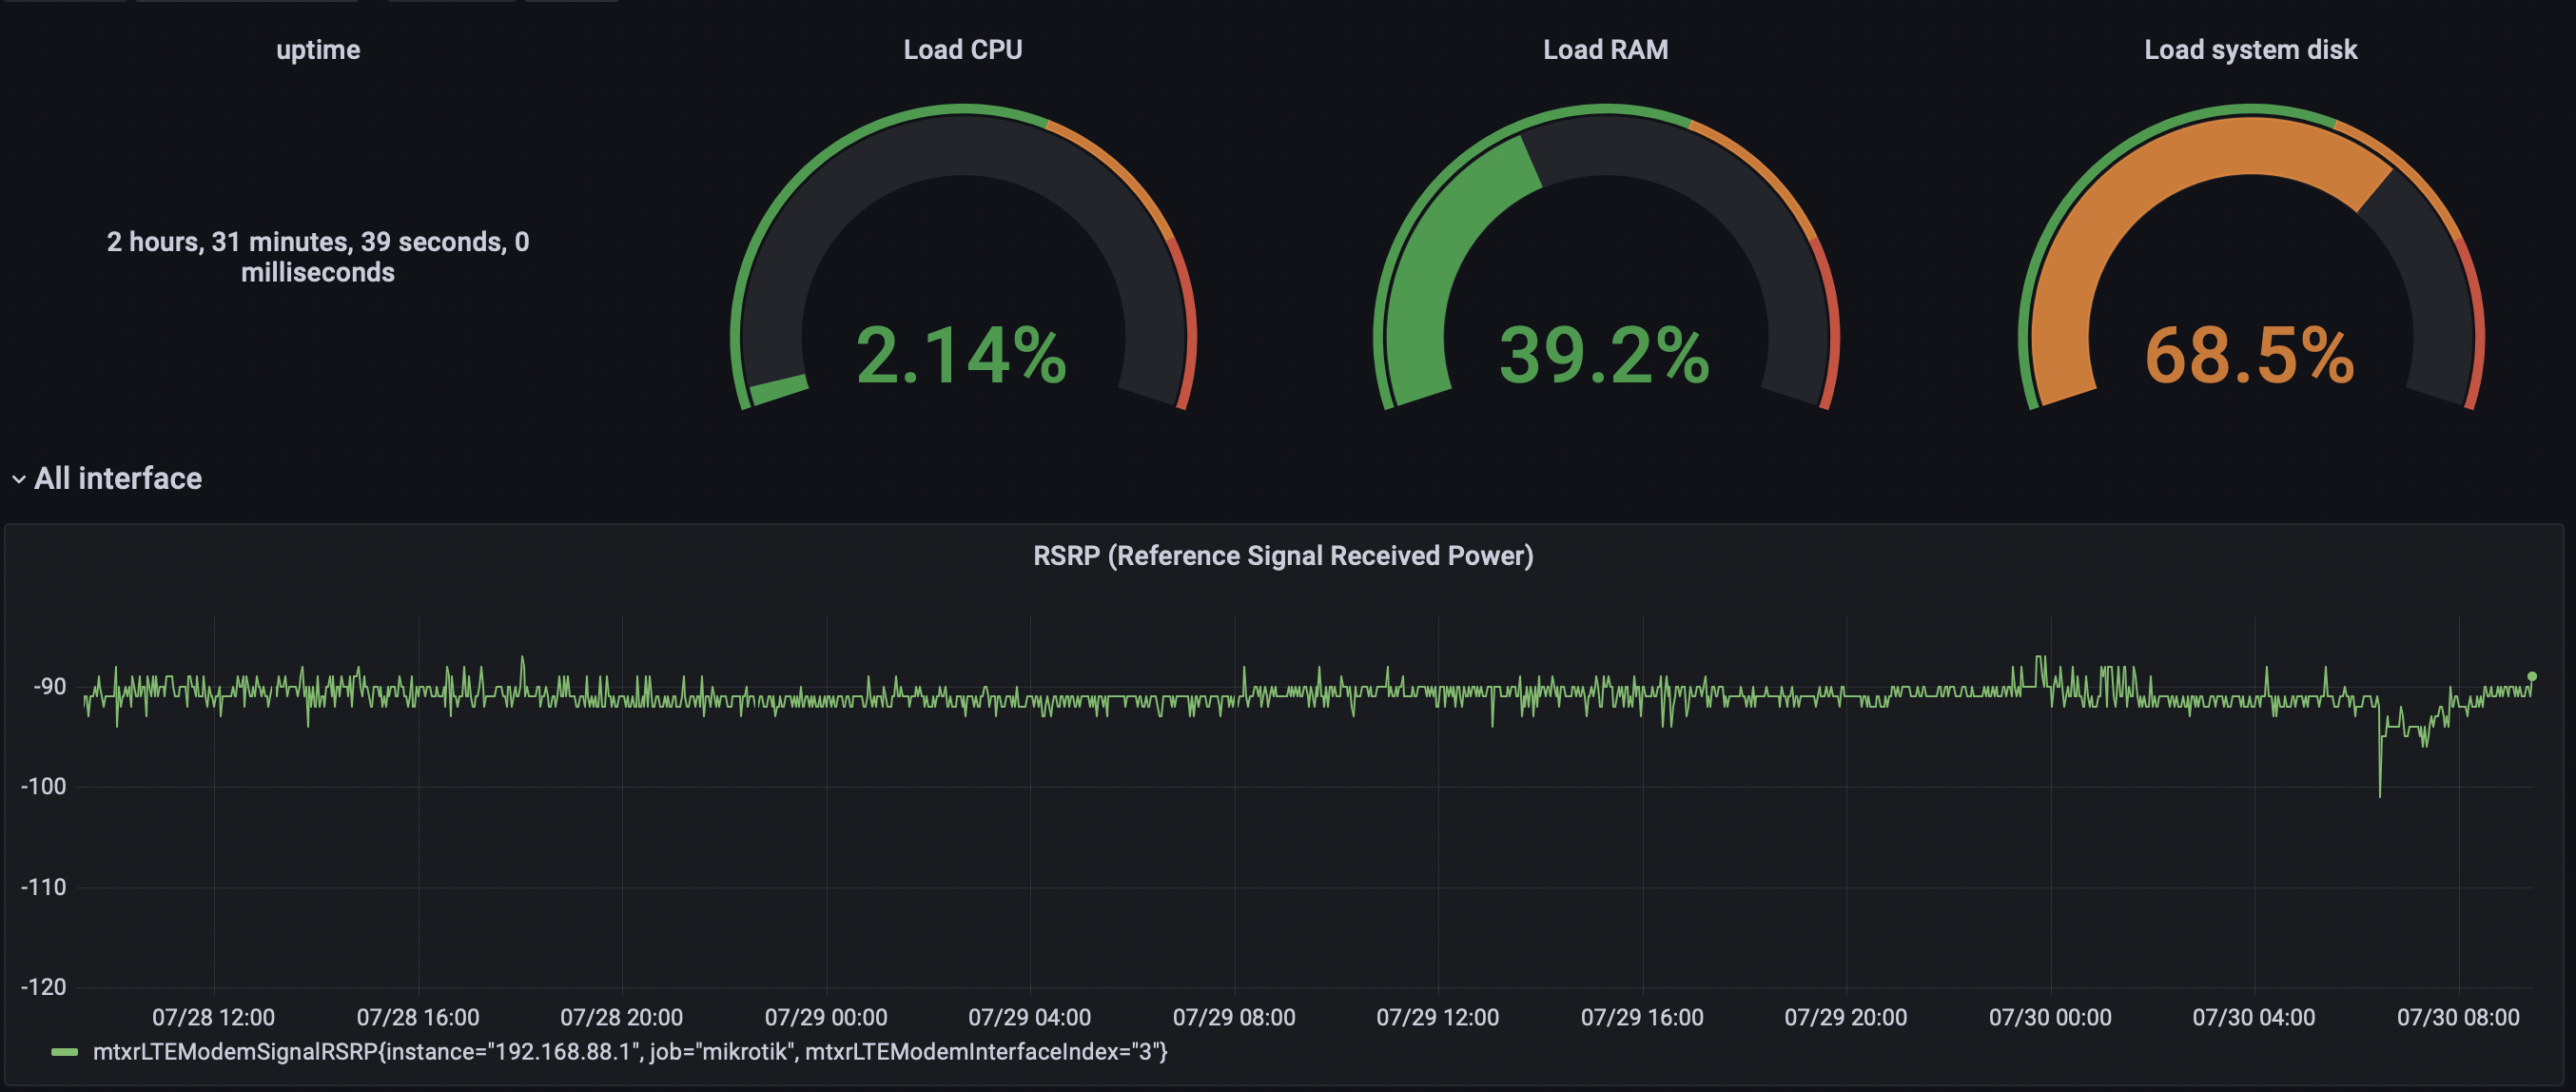 uptime
Load CPU
Load RAM
Load system disk
2 hours, 31 minutes, 39 seconds, 0
milliseconds
2.14%
39.2%
68.5%
All interface
RSRP (Reference Signal Received Power)
-90
-100
-110
-120
07/28 12:00
07/28 16:00
07/28 20:00
07/29 00:00
07/29 04:00
07/29 08:00
07/29 12:00
07/29 16:00
07/29 20:00
07/30 00:00
07/30 04:00
07/30 08:00
mtxrLTEModemSignalRSRP{instance="192.168.88.1", job="mikrotik", mtxrLTEModemInterfaceIndex="3"}